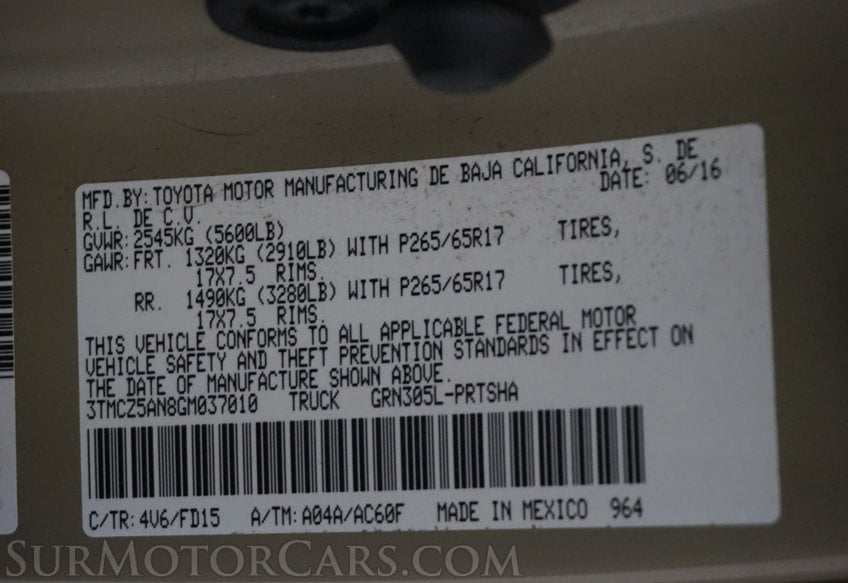 MFD.BY:TOYOTA MOTOR MANUFACTURING DE BAJA CALIFORNIA, S. DE
R.L. DE C.V. DATE: 06/16
GVWR:2545KG (5600LB)
GAWR:FRT. 1320KG (2910LB) WITH P265/65R17 TIRES,
17X7.5 RIMS.
RR. 1490KG (3280LB) WITH P265/65R17 TIRES,
17X7.5 RIMS.
THIS VEHICLE CONFORMS TO ALL APPLICABLE FEDERAL MOTOR
VEHICLE SAFETY AND THEFT PREVENTION STANDARDS IN EFFECT ON
THE DATE OF MANUFACTURE SHOWN ABOVE.
3TMCZ5AN8GM037010 TRUCK GRN305L-PRTSHA
C/TR:4V6/FD15 A/TM:A04A/AC60F MADE IN MEXICO 964
SURMOTORCARS.COM